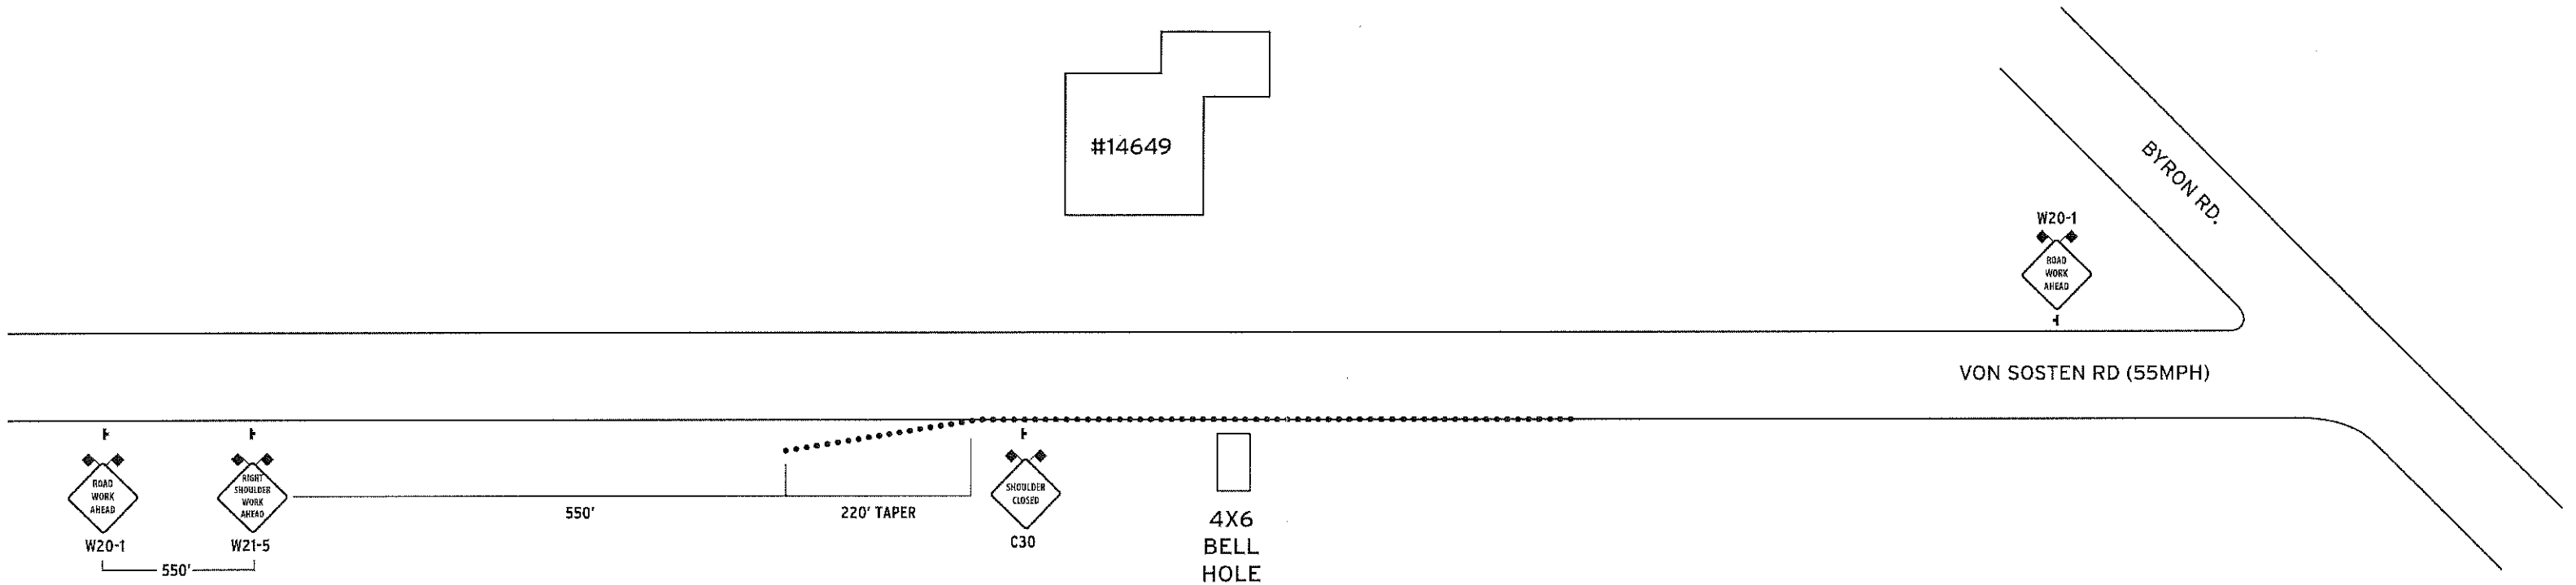 #14649
BYRON RD.
W20-1
ROAD
WORK
AHEAD
VON SOSTEN RD (55MPH)
ROAD
WORK
AHEAD
W20-1
RIGHT
SHOULDER
WORK
AHEAD
W21-5
550'
550'
220' TAPER
SHOULDER
CLOSED
C30
4X6
BELL
HOLE